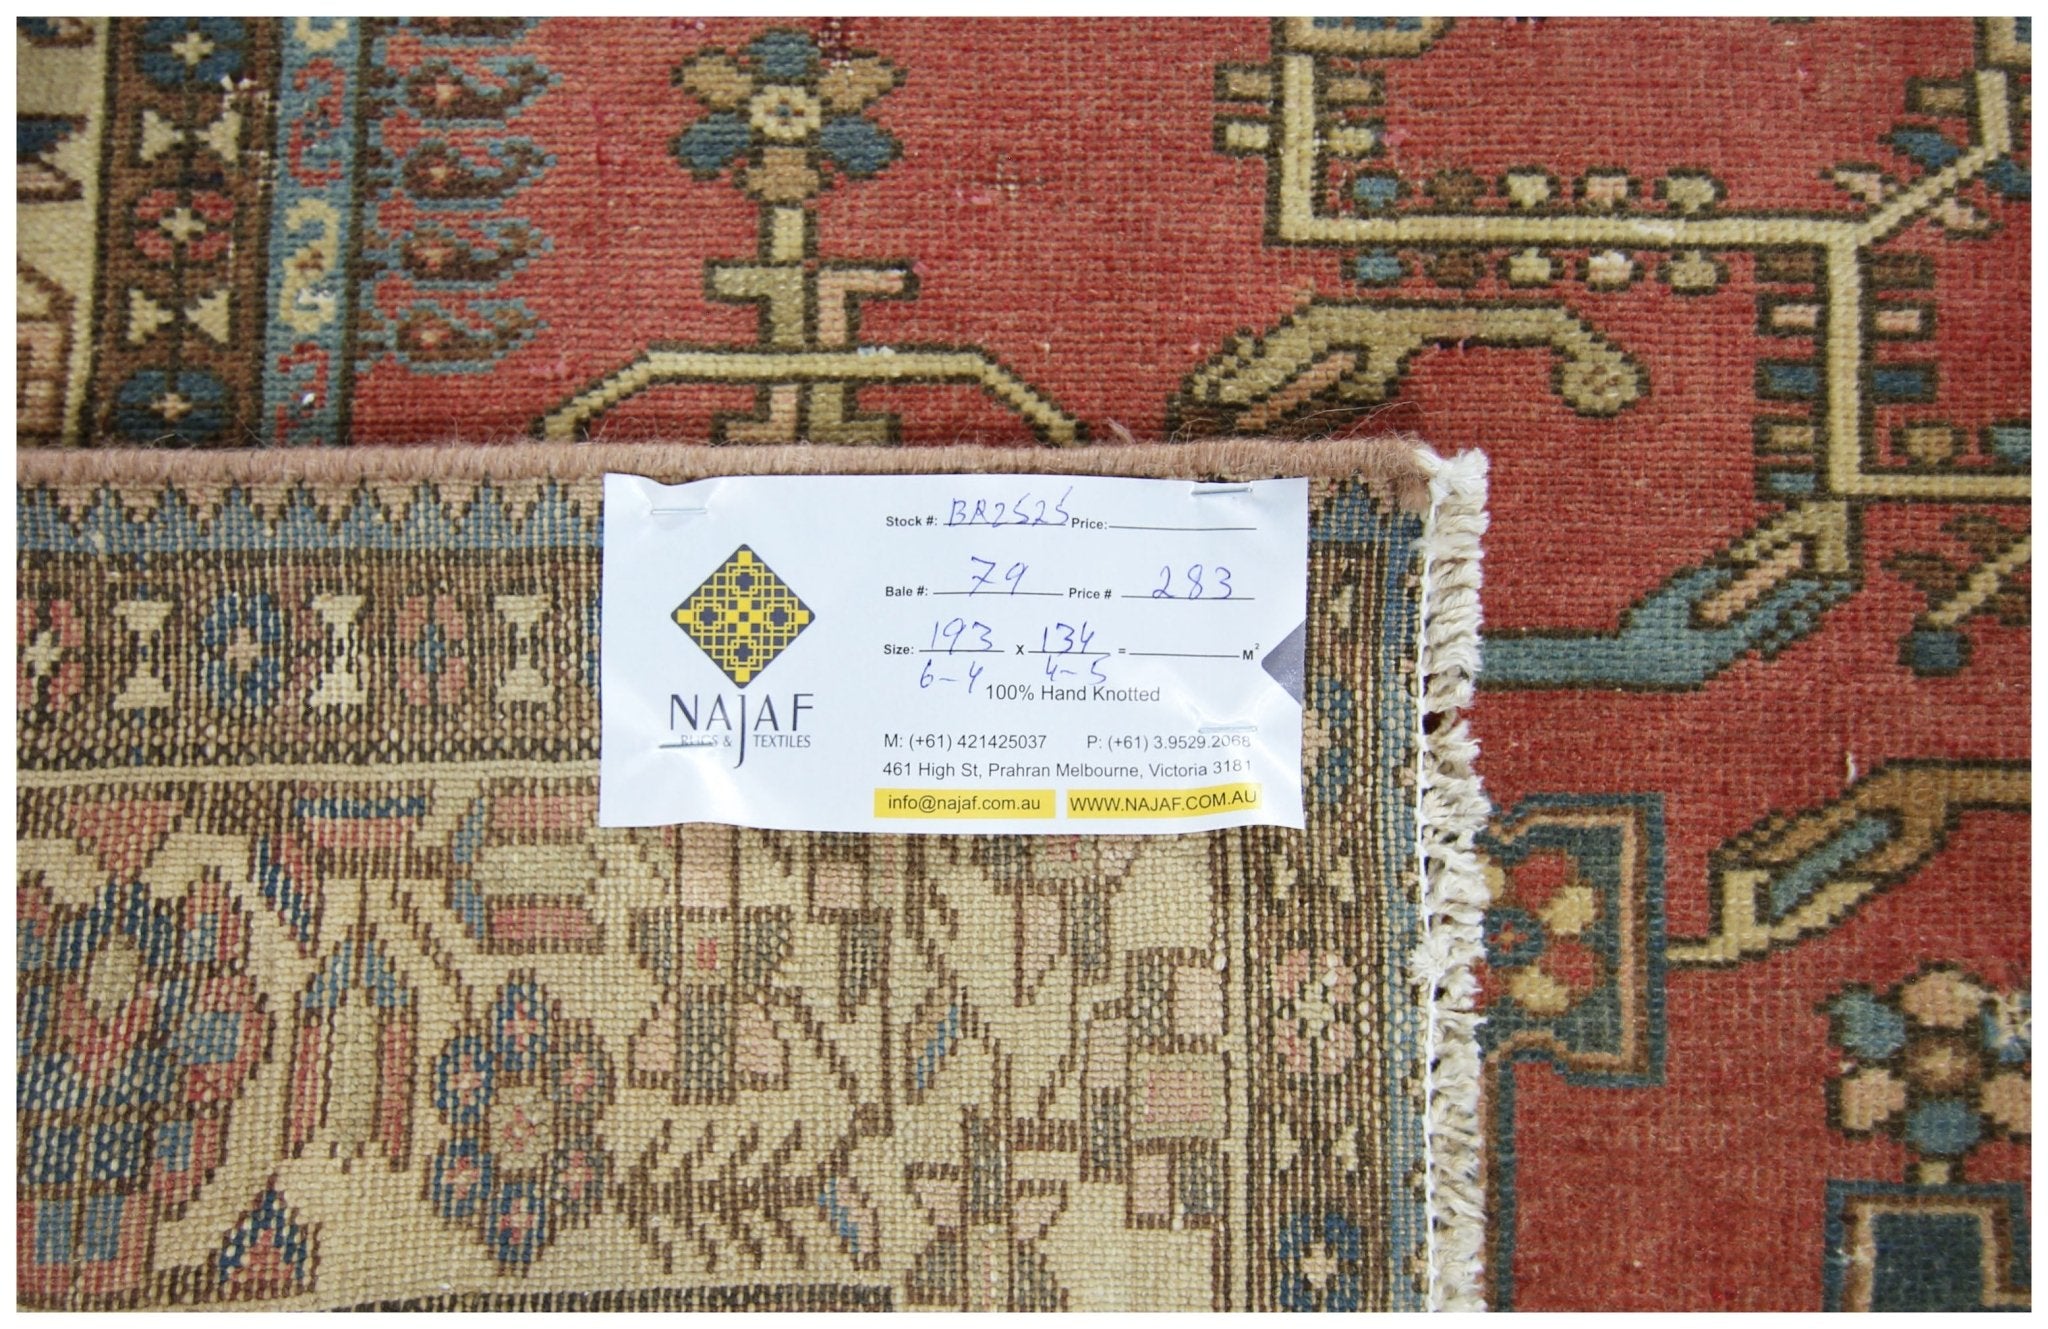 Stock #: BR2525 Price:
Bale #: 79 Price # 283
Size: 193 x 134 = M²
6-4 4-5
100% Hand Knotted
NAJAF
RUGS & TEXTILES
M: (+61) 421425037 P: (+61) 3.9529.2068
461 High St, Prahran Melbourne, Victoria 3181
info@najaf.com.au WWW.NAJAF.COM.AU